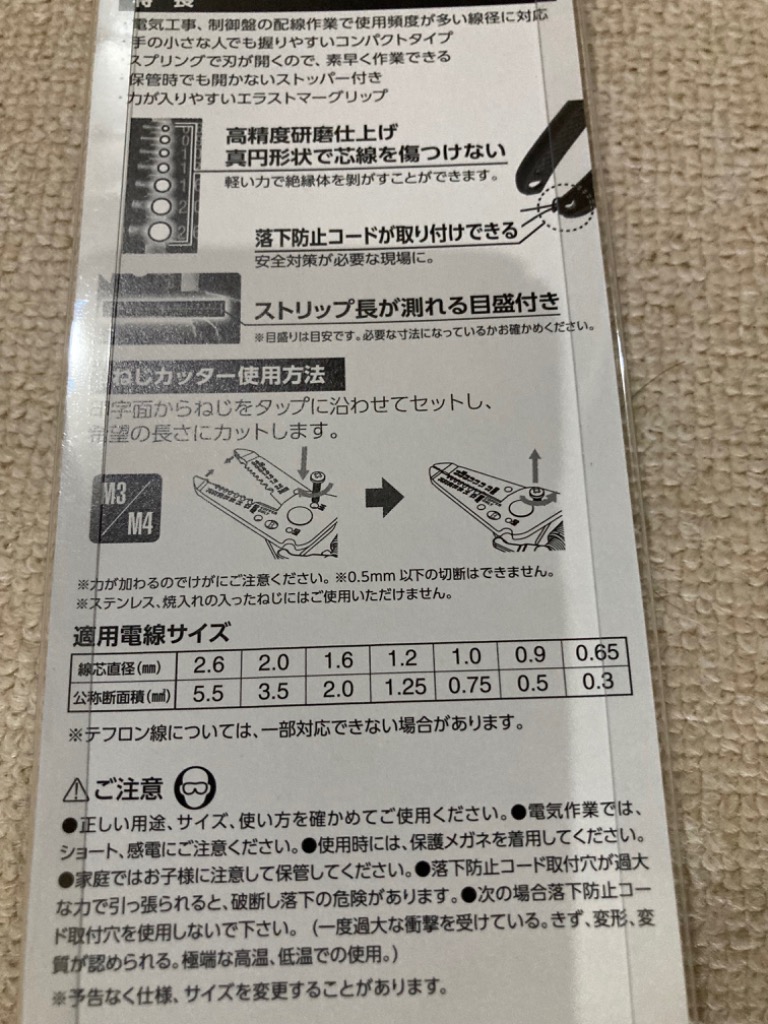 特長
電気工事、制御盤の配線作業で使用頻度が多い線径に対応
手の小さな人でも握りやすいコンパクトタイプ
スプリングで刃が開くので、素早く作業できる
保管時でも開かないストッパー付き
力が入りやすいエラストマーグリップ
高精度研磨仕上げ
真円形状で芯線を傷つけない
軽い力で絶縁体を剝がすことができます。
落下防止コードが取り付けできる
安全対策が必要な現場に。
ストリップ長が測れる目盛付き
※目盛りは目安です。必要な寸法になっているかお確かめください。
ねじカッター使用方法
印字面からねじをタップに沿わせてセットし、
希望の長さにカットします。
M3
M4
※力が加わるのでけがにご注意ください。※0.5mm 以下の切断はできません。
※ステンレス、焼入れの入ったねじにはご使用いただけません。
適用電線サイズ
線芯直径(㎜) 2.6 2.0 1.6 1.2 1.0 0.9 0.65
公称断面積(㎟) 5.5 3.5 2.0 1.25 0.75 0.5 0.3
※テフロン線については、一部対応できない場合があります。
⚠ご注意
●正しい用途、サイズ、使い方を確かめてご使用ください。●電気作業では、
ショート、感電にご注意ください。●使用時には、保護メガネを着用してください。
●家庭ではお子様に注意して保管してください。●落下防止コード取付穴が過大
な力で引っ張られると、破断し落下の危険があります。●次の場合落下防止コー
ド取付穴を使用しないで下さい。(一度過大な衝撃を受けている。きず、変形、変
質が認められる。極端な高温、低温での使用。)
※予告なく仕様、サイズを変更することがあります。